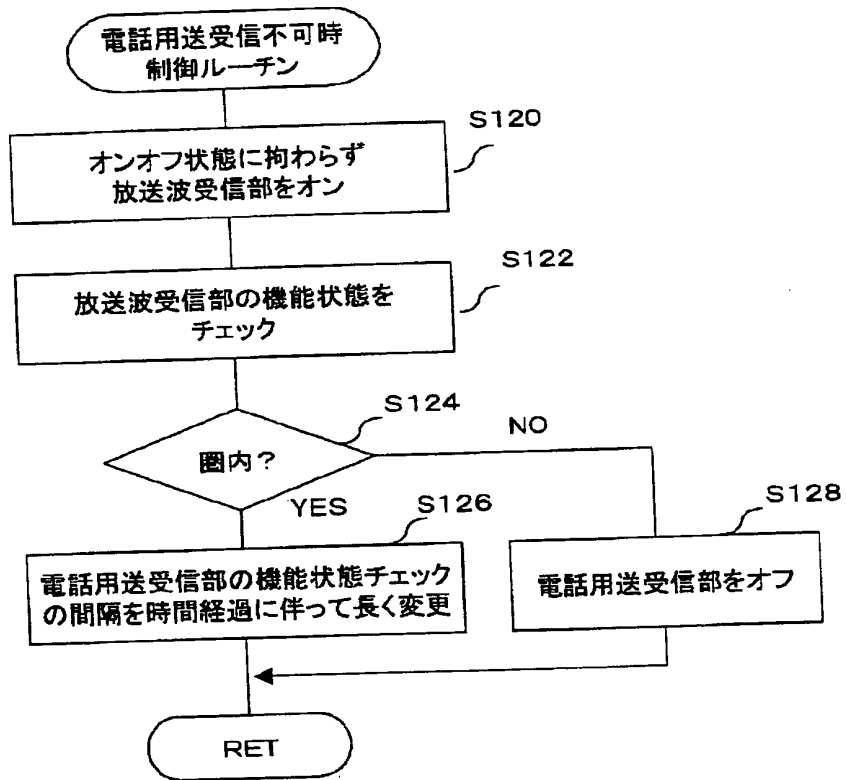 電話用送受信不可時
制御ルーチン
S120
オンオフ状態に拘わらず
放送波受信部をオン
S122
放送波受信部の機能状態を
チェック
S124
圏内？
NO
YES
S126
電話用送受信部の機能状態チェック
の間隔を時間経過に伴って長く変更
S128
電話用送受信部をオフ
RET